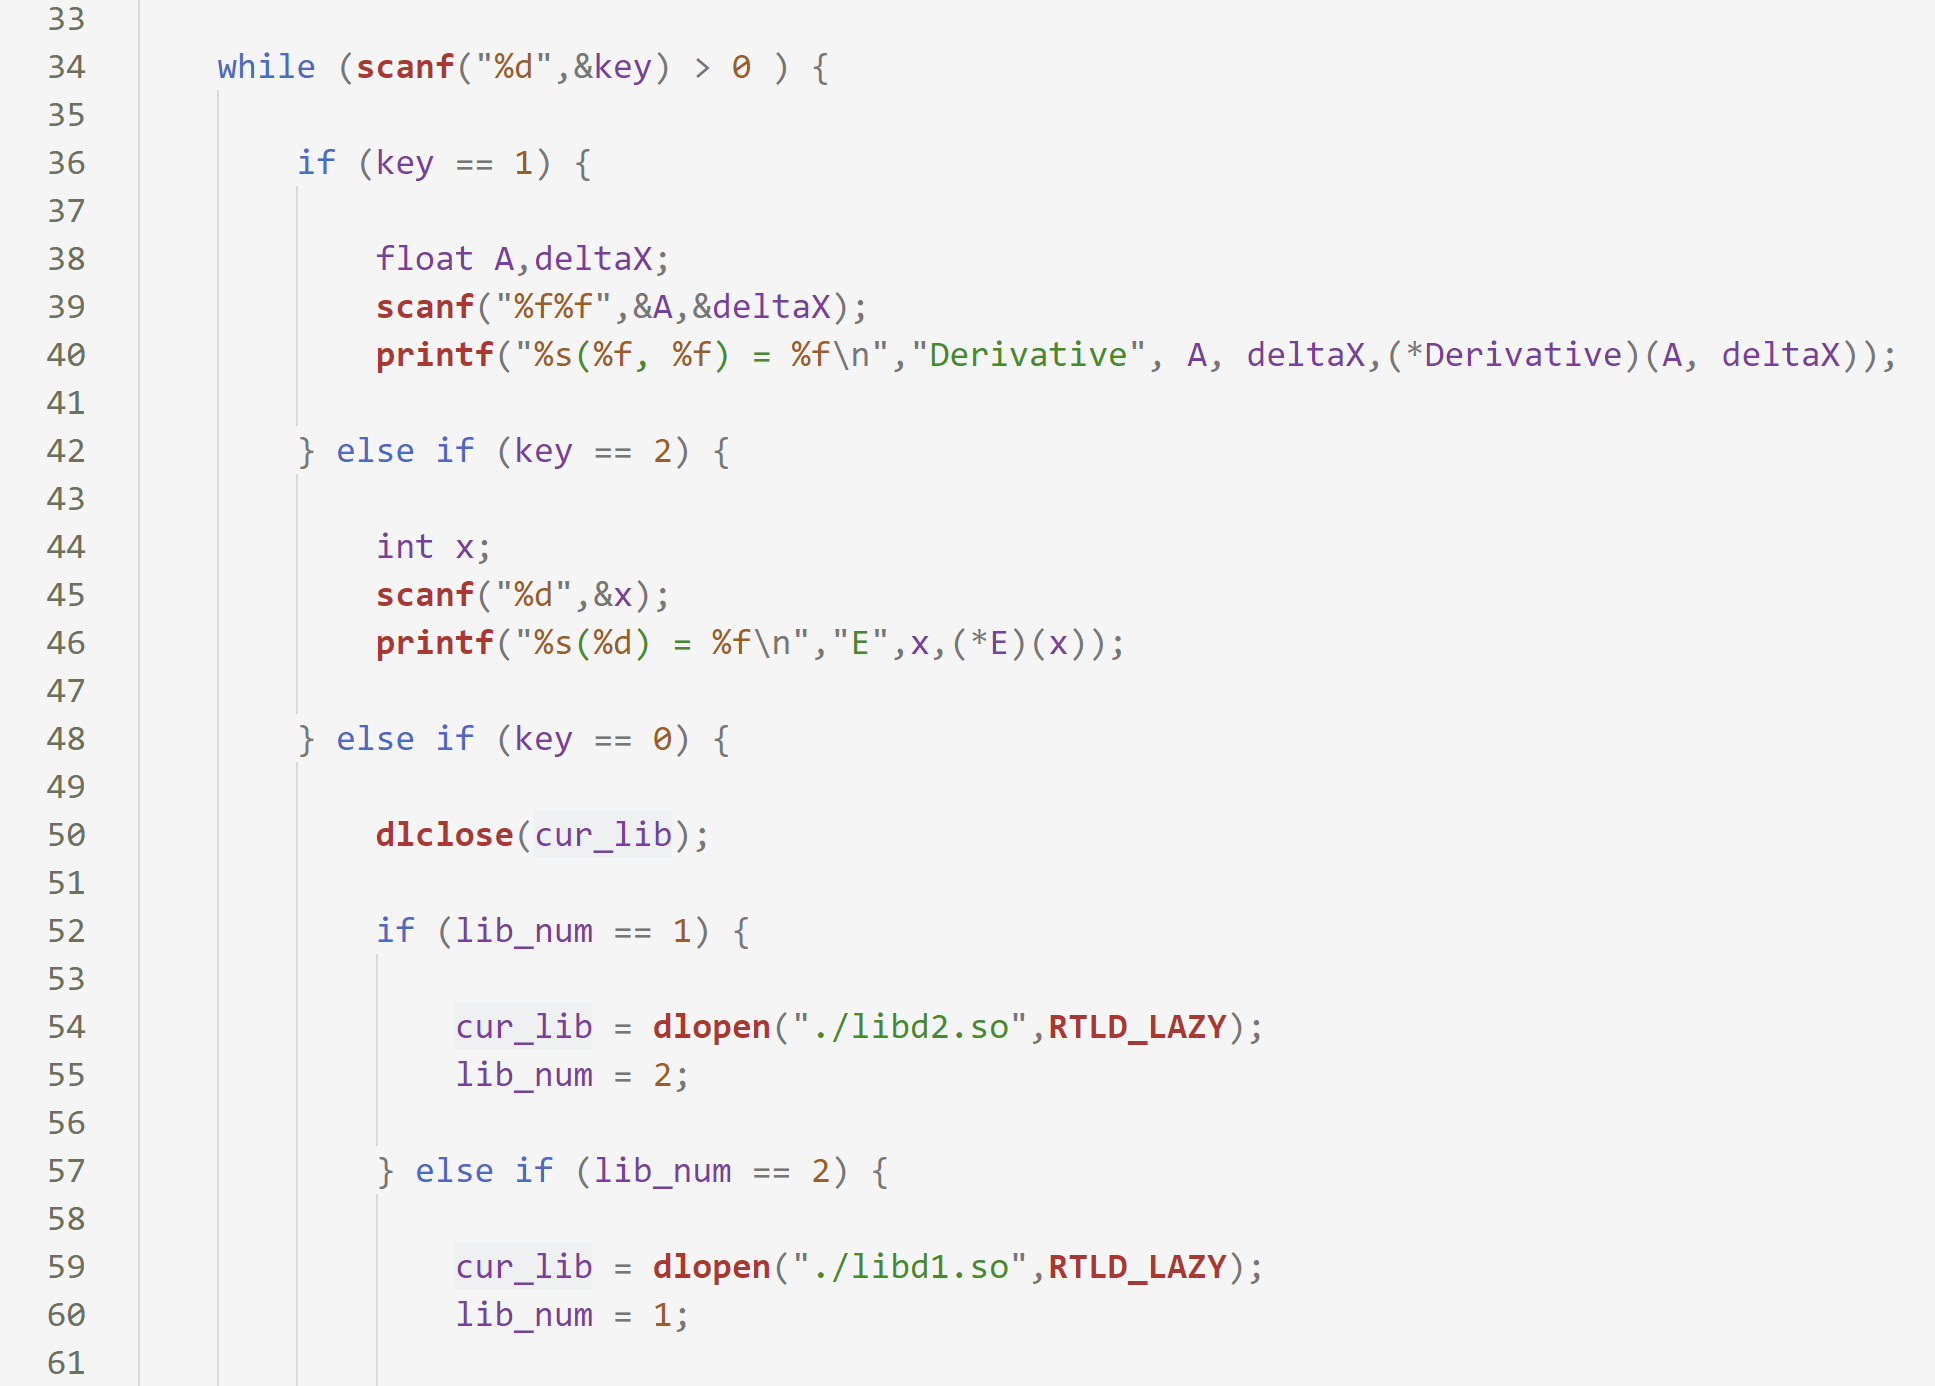 33
34 while (scanf("%d",&key) > 0 ) {
35
36 if (key == 1) {
37
38 float A,deltaX;
39 scanf("%f%f",&A,&deltaX);
40 printf("%s(%f, %f) = %f\n","Derivative", A, deltaX,(*Derivative)(A, deltaX));
41
42 } else if (key == 2) {
43
44 int x;
45 scanf("%d",&x);
46 printf("%s(%d) = %f\n","E",x,(*E)(x));
47
48 } else if (key == 0) {
49
50 dlclose(cur_lib);
51
52 if (lib_num == 1) {
53
54 cur_lib = dlopen("./libd2.so",RTLD_LAZY);
55 lib_num = 2;
56
57 } else if (lib_num == 2) {
58
59 cur_lib = dlopen("./libd1.so",RTLD_LAZY);
60 lib_num = 1;
61